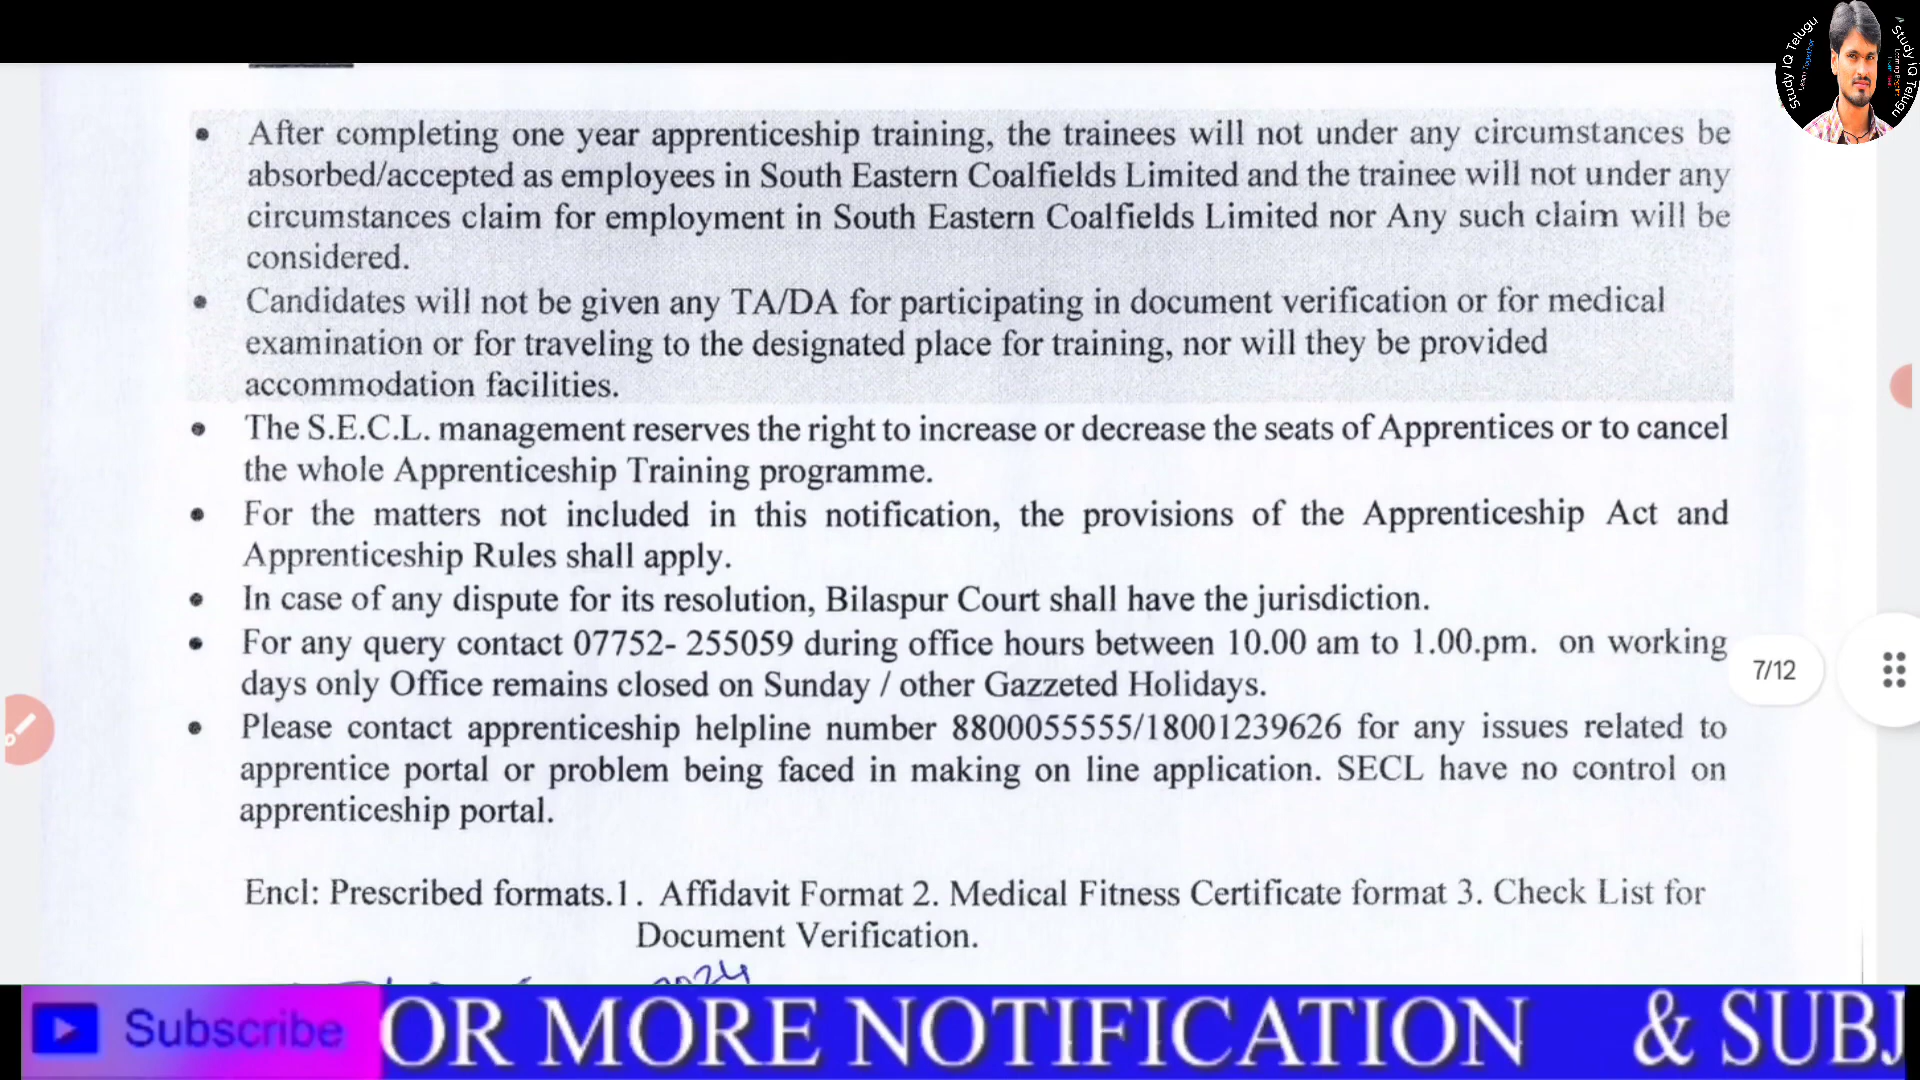 Study IQ Telugu
Study IQ Telugu
After completing one year apprenticeship training, the trainees will not under any circumstances be
absorbed/accepted as employees in South Eastern Coalfields Limited and the trainee will not under any
circumstances claim for employment in South Eastern Coalfields Limited nor Any such claim will be
considered.
Candidates will not be given any TA/DA for participating in document verification or for medical
examination or for traveling to the designated place for training, nor will they be provided
accommodation facilities.
The S.E.C.L. management reserves the right to increase or decrease the seats of Apprentices or to cancel
the whole Apprenticeship Training programme.
For the matters not included in this notification, the provisions of the Apprenticeship Act and
Apprenticeship Rules shall apply.
In case of any dispute for its resolution, Bilaspur Court shall have the jurisdiction.
For any query contact 07752- 255059 during office hours between 10.00 am to 1.00.pm. on working
days only Office remains closed on Sunday / other Gazzeted Holidays.
7/12
Please contact apprenticeship helpline number 8800055555/18001239626 for any issues related to
apprentice portal or problem being faced in making on line application. SECL have no control on
apprenticeship portal.
Encl: Prescribed formats.1. Affidavit Format 2. Medical Fitness Certificate format 3. Check List for
Document Verification.
2024
Subscribe
OR MORE NOTIFICATION & SUBJ